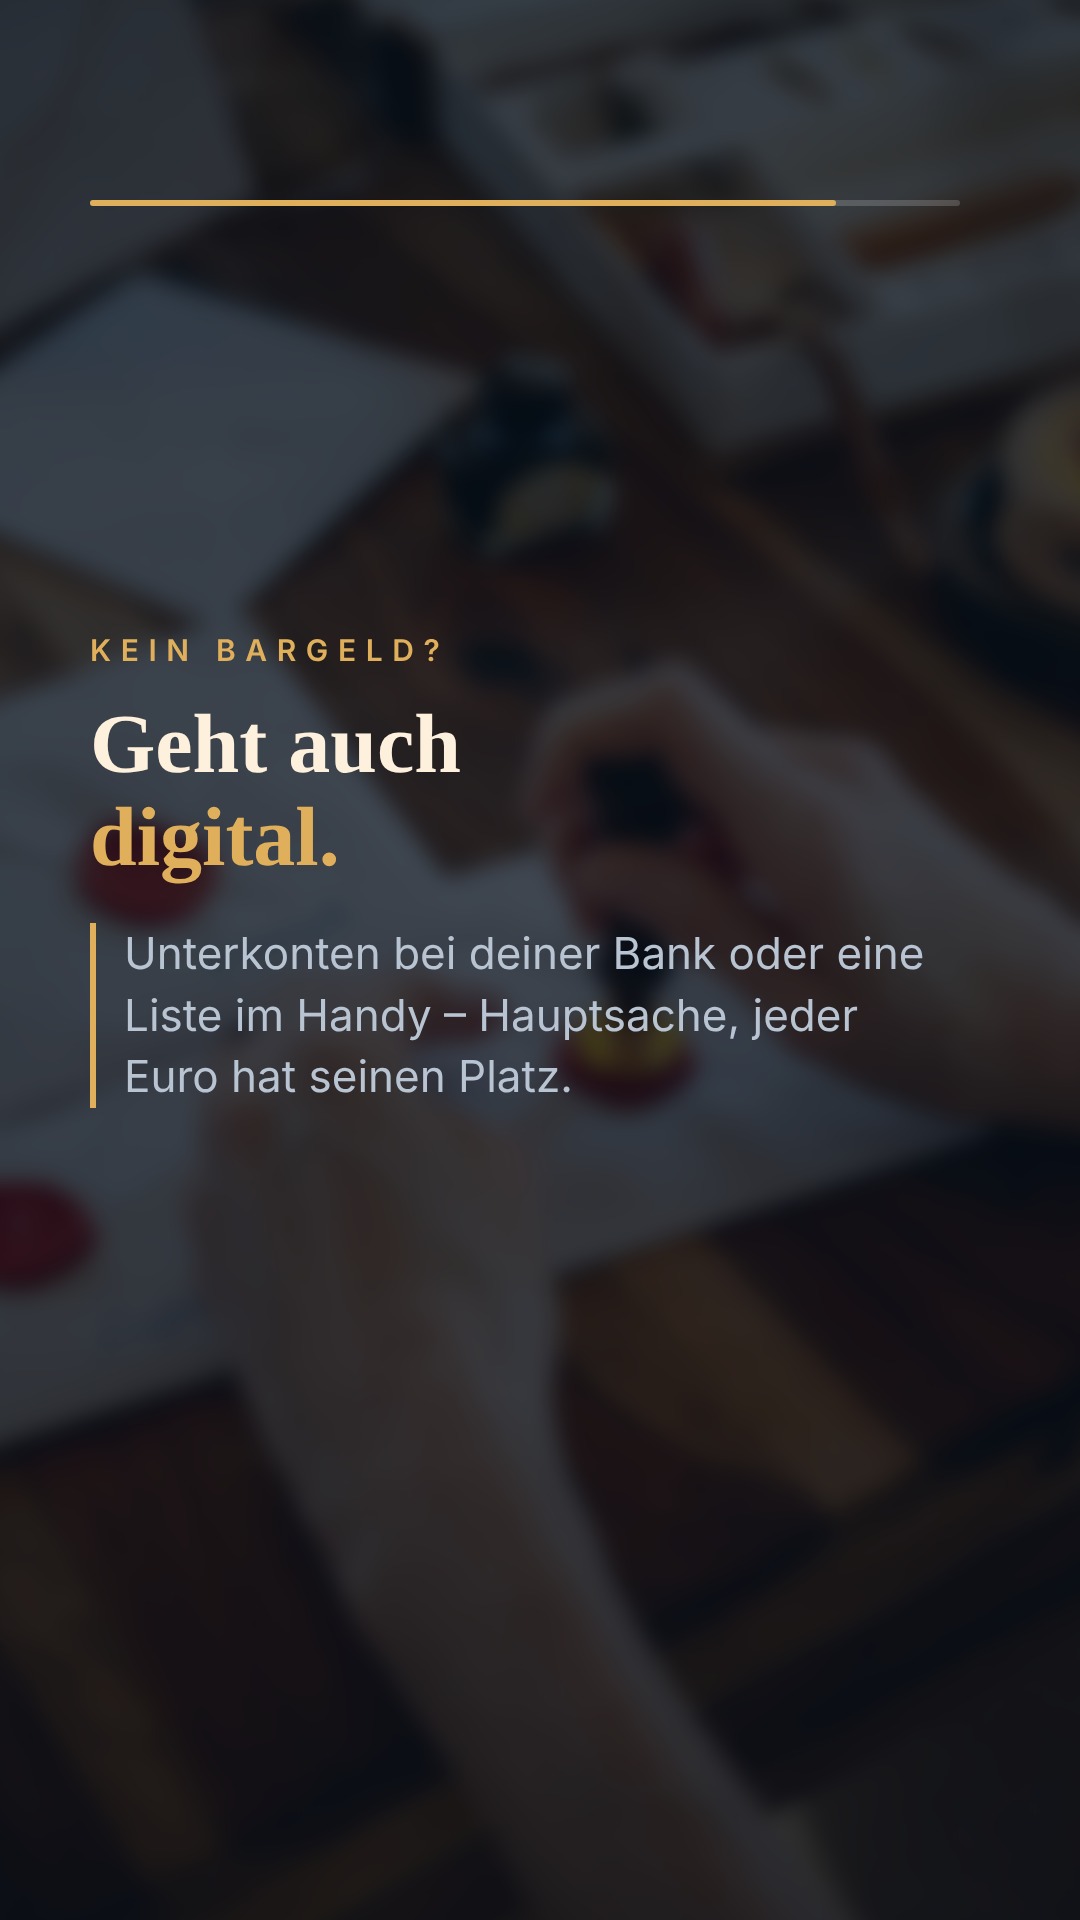 KEIN BARGELD?
Geht auch
digital.
Unterkonten bei deiner Bank oder eine
Liste im Handy – Hauptsache, jeder
Euro hat seinen Platz.